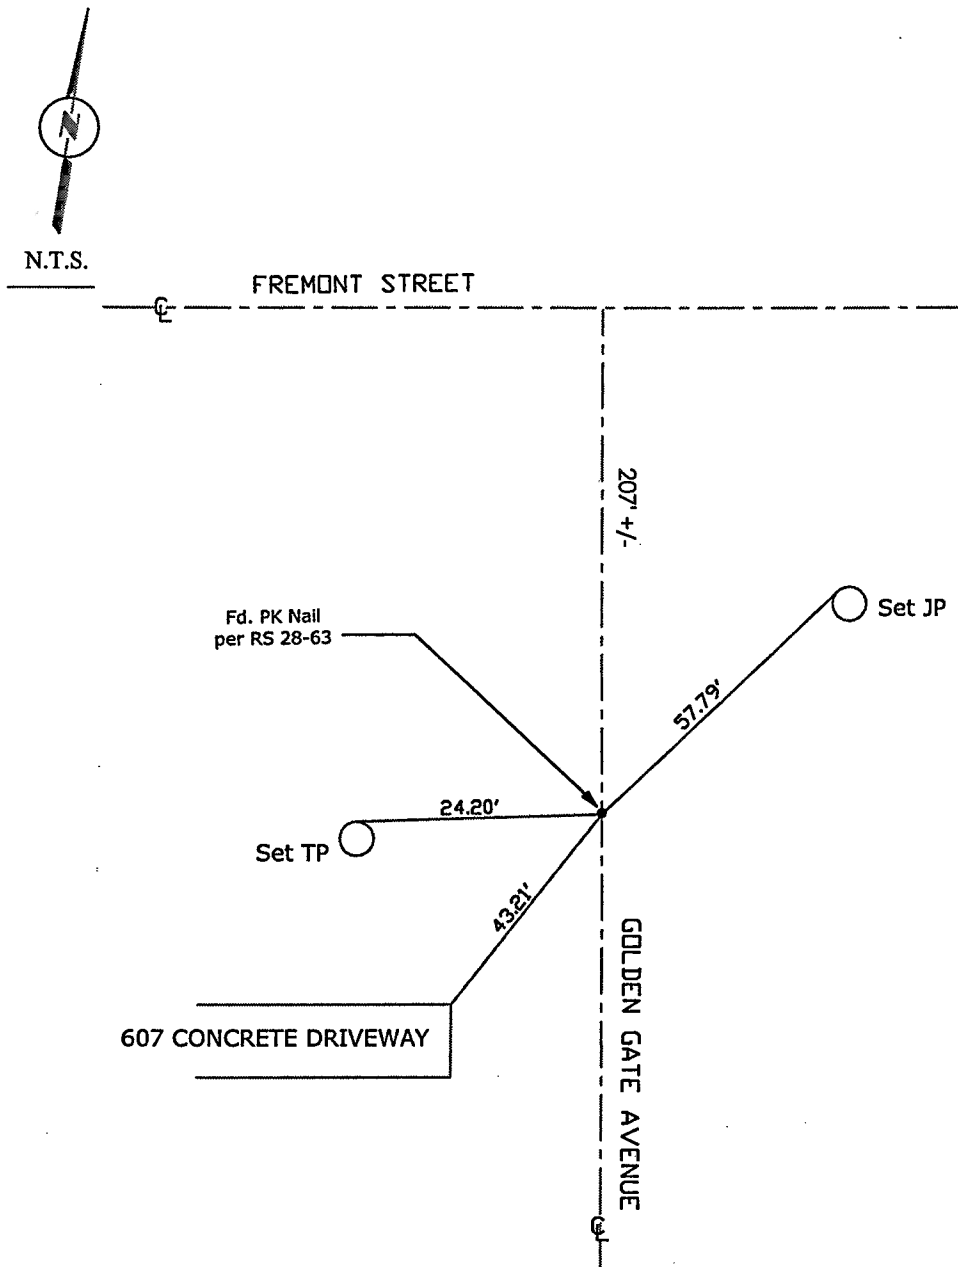 N
N.T.S.
FREMONT STREET
℄
207' +/-
Fd. PK Nail
per RS 28-63
Set JP
57.79'
24.20'
Set TP
43.21'
607 CONCRETE DRIVEWAY
GOLDEN GATE AVENUE
℄